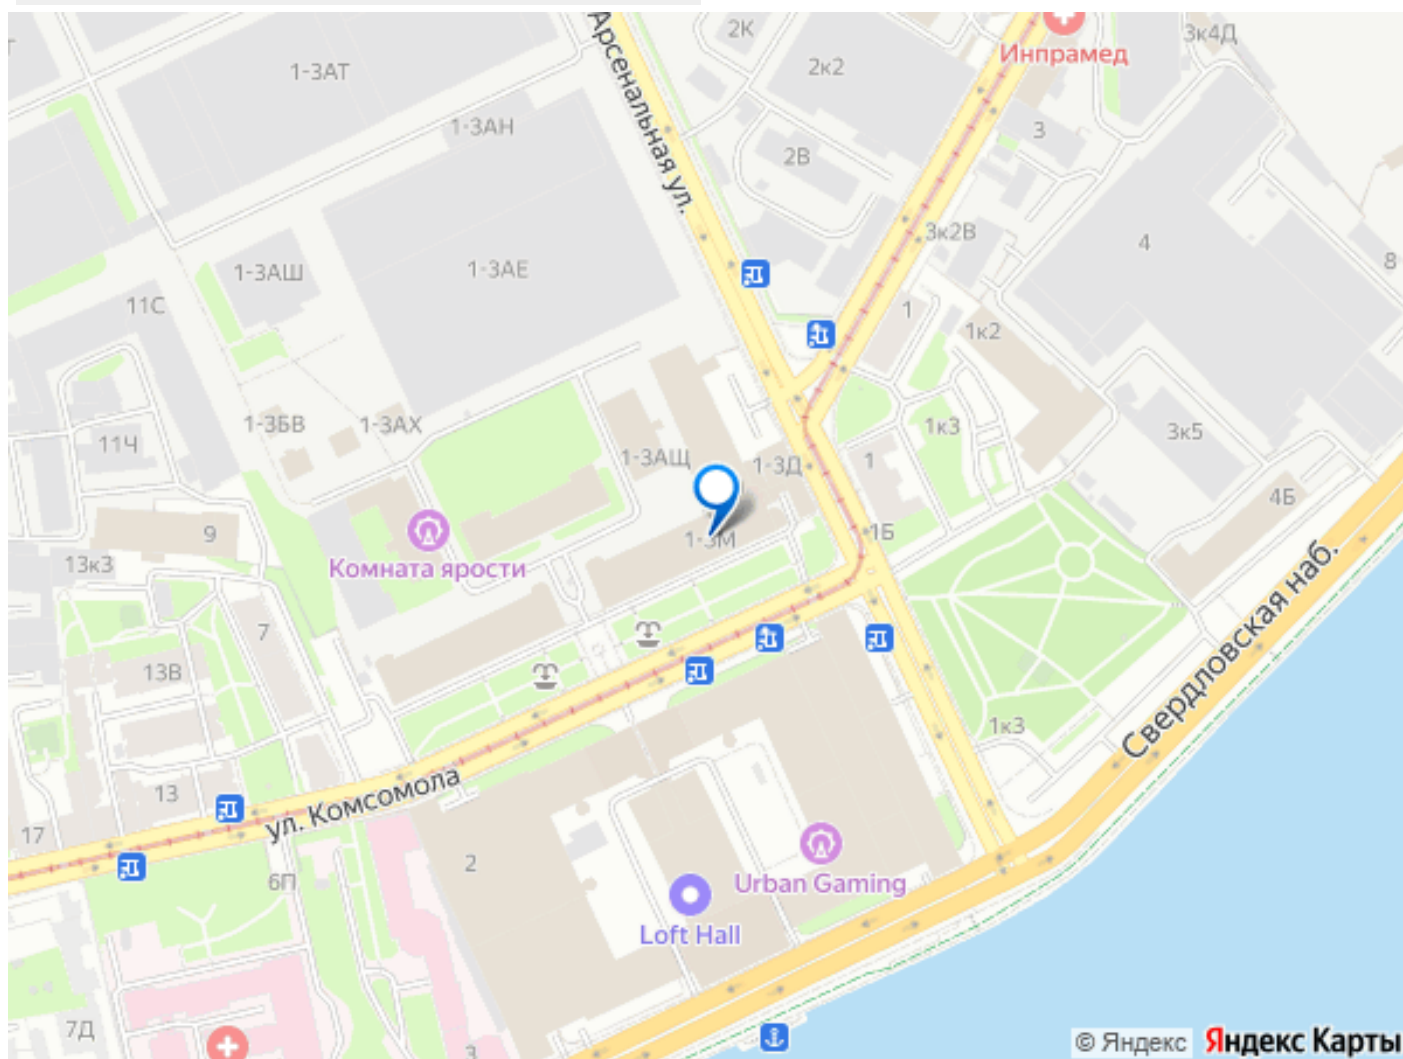 2К
3к4Д
Инпрамед
1-3АТ
2к2
Арсенальная ул.
1-3АН
3
2В
3к2В
4
1-3АШ
1-3АЕ
8
11С
1
1к2
1-3БВ
1-3АХ
1к3
3к5
11Ч
1-3АЩ
1-3Д
1
4Б
9
1-3М
1Б
13к3
Комната ярости
Свердловская наб.
7
13В
1к3
13
ул. Комсомола
17
2
6П
Urban Gaming
Loft Hall
7Д
3
© Яндекс Яндекс Карты